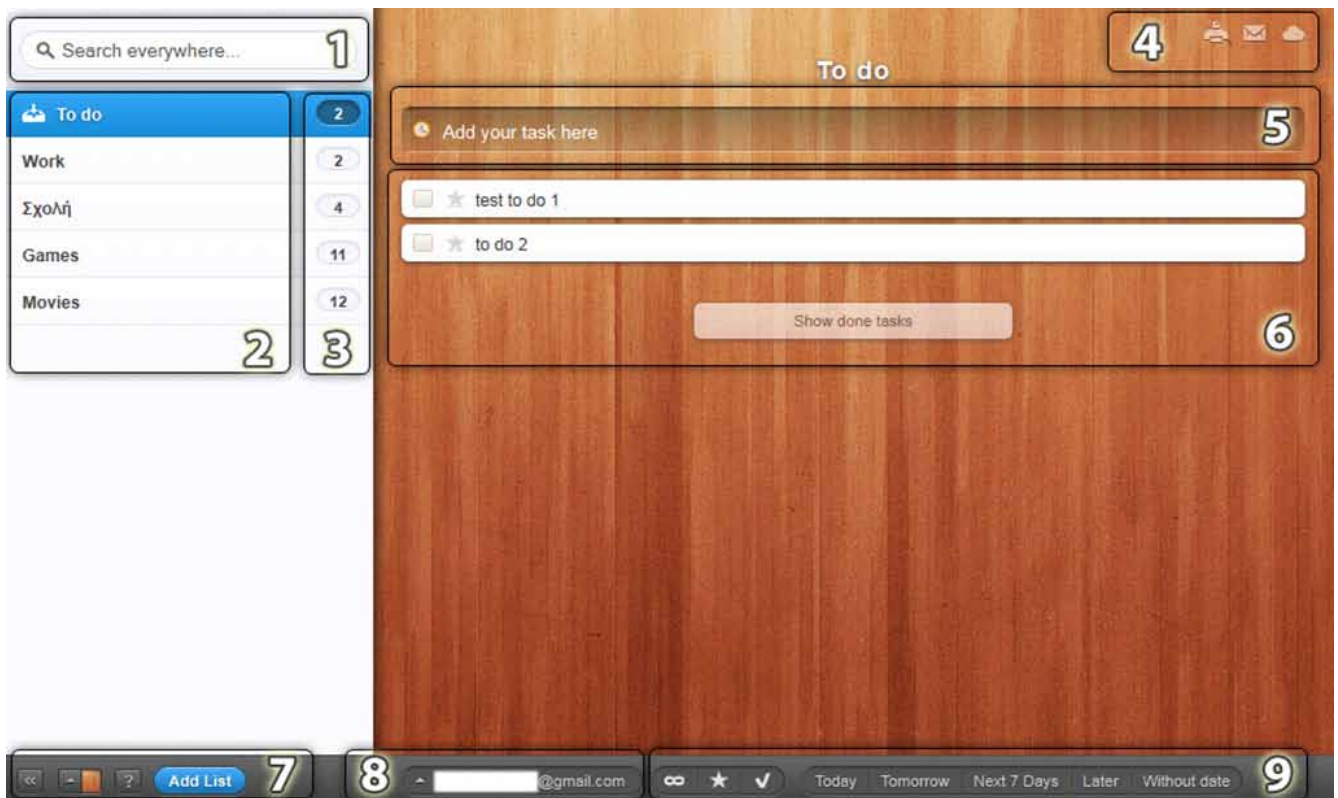 Search everywhere...
1
To do
2
Work
2
Σχολή
4
Games
11
Movies
12
2
3
4
To do
Add your task here
5
test to do 1
to do 2
Show done tasks
6
?
Add List
7
8
@gmail.com
Today Tomorrow Next 7 Days Later Without date
9